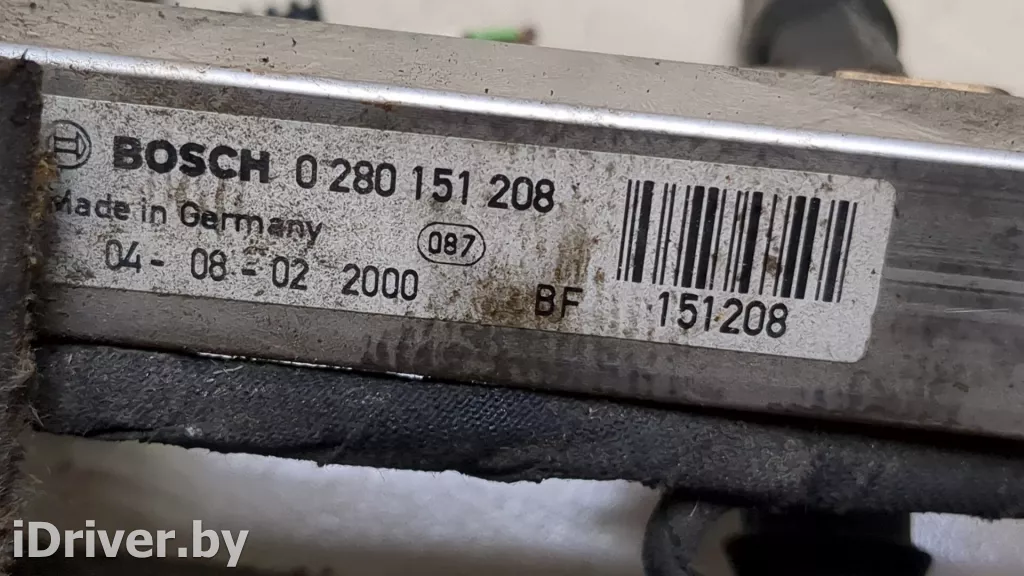 BOSCH 0 280 151 208
Made in Germany
087
04- 08-02 2000
BF 151208
iDriver.by